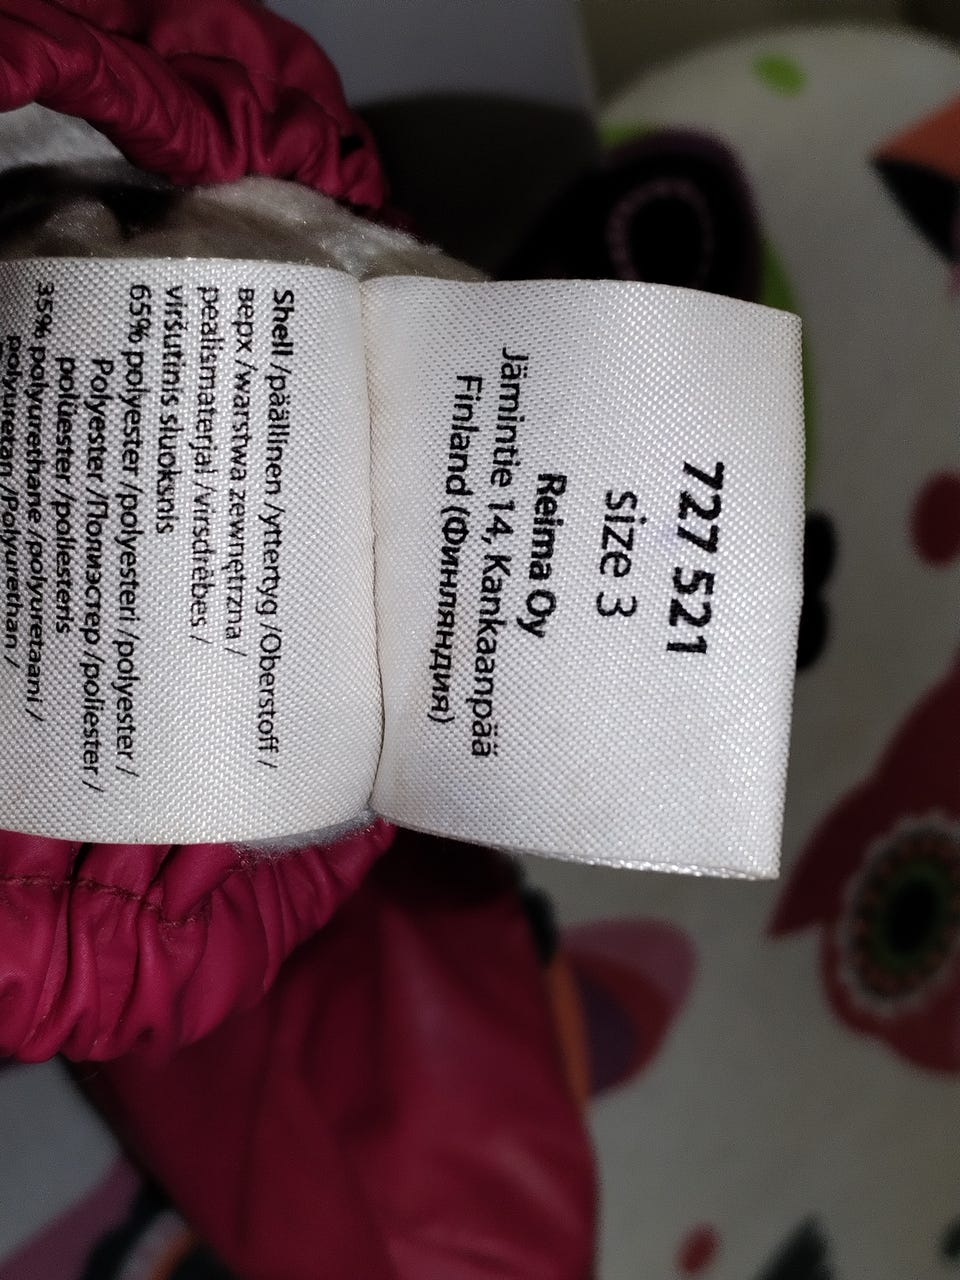 727 521
size 3
Reima Oy
Jämintie 14, Kankaanpää
Finland (Финляндия)
Shell /päällinen /yttertyg /Oberstoff /
верх /warstwa zewnętrzna /
pealismaterjal /virsdrēbes /
viršutinis sluoksnis
65% polyester /polyesteri /polyester /
Polyester /Полиэстер /poliester /
polüester /poliesteris
35% polyurethane /polyuretaani /
polyuretan /Polyurethan /